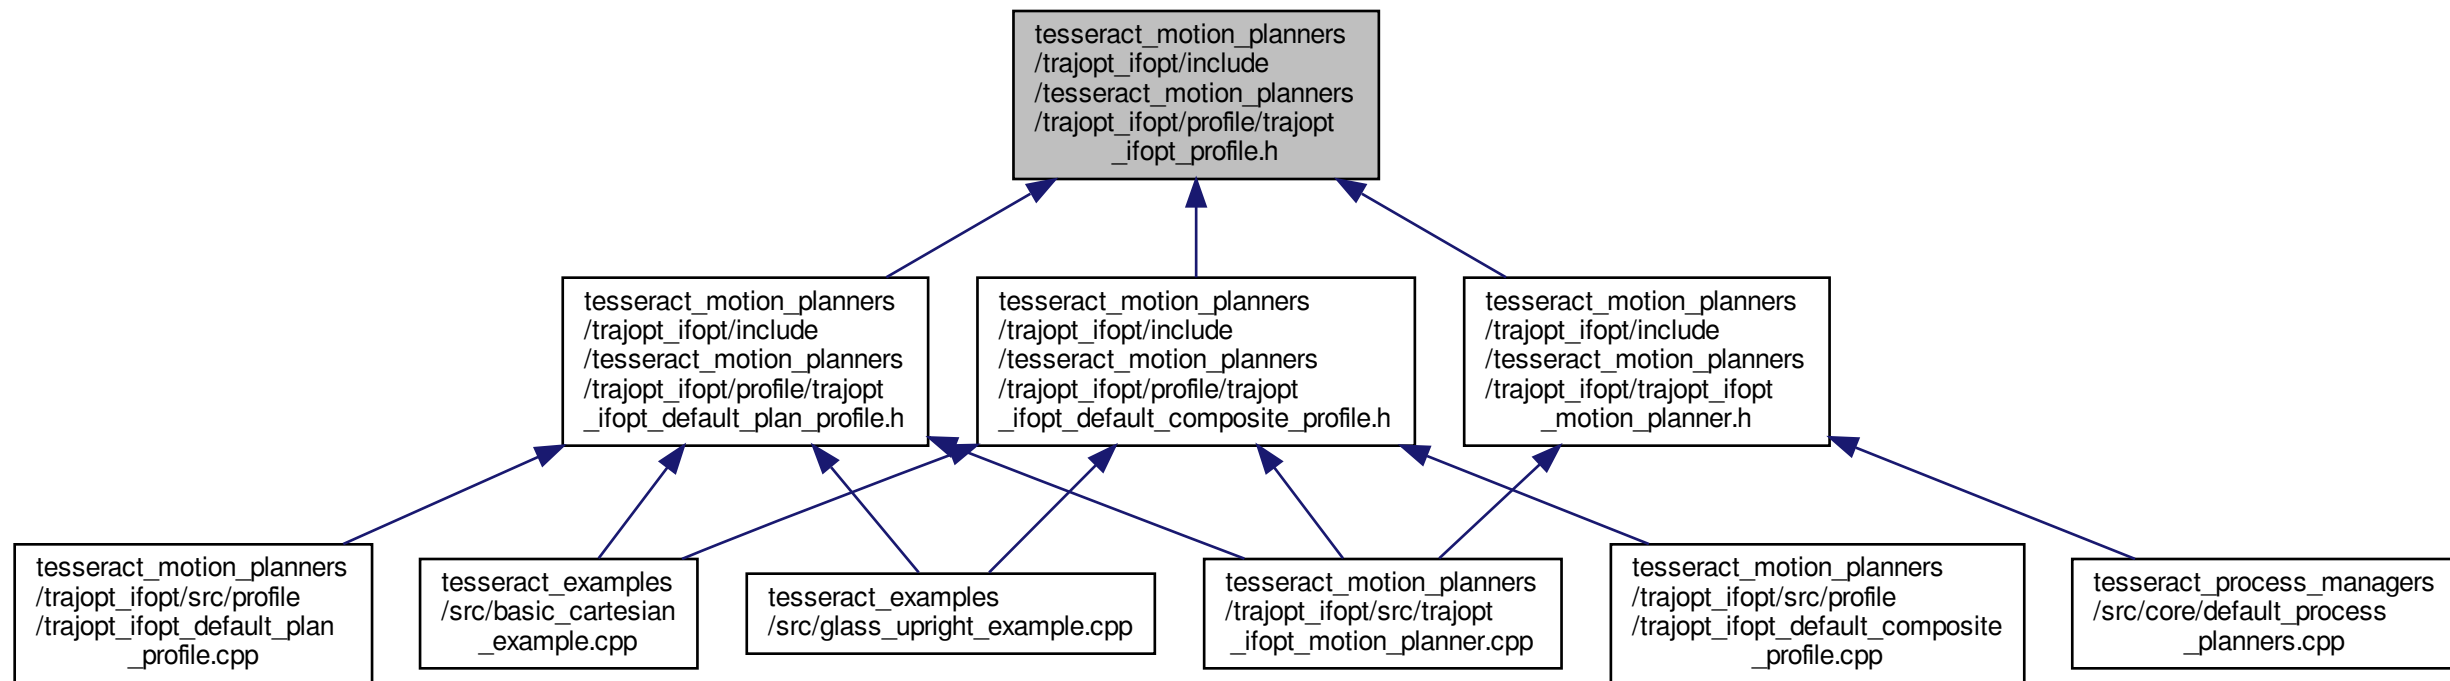 tesseract_motion_planners
/trajopt_ifopt/include
/tesseract_motion_planners
/trajopt_ifopt/profile/trajopt
_ifopt_profile.h
tesseract_motion_planners
/trajopt_ifopt/include
/tesseract_motion_planners
/trajopt_ifopt/profile/trajopt
_ifopt_default_plan_profile.h
tesseract_motion_planners
/trajopt_ifopt/include
/tesseract_motion_planners
/trajopt_ifopt/profile/trajopt
_ifopt_default_composite_profile.h
tesseract_motion_planners
/trajopt_ifopt/include
/tesseract_motion_planners
/trajopt_ifopt/trajopt_ifopt
_motion_planner.h
tesseract_motion_planners
/trajopt_ifopt/src/profile
/trajopt_ifopt_default_plan
_profile.cpp
tesseract_examples
/src/basic_cartesian
_example.cpp
tesseract_examples
/src/glass_upright_example.cpp
tesseract_motion_planners
/trajopt_ifopt/src/trajopt
_ifopt_motion_planner.cpp
tesseract_motion_planners
/trajopt_ifopt/src/profile
/trajopt_ifopt_default_composite
_profile.cpp
tesseract_process_managers
/src/core/default_process
_planners.cpp